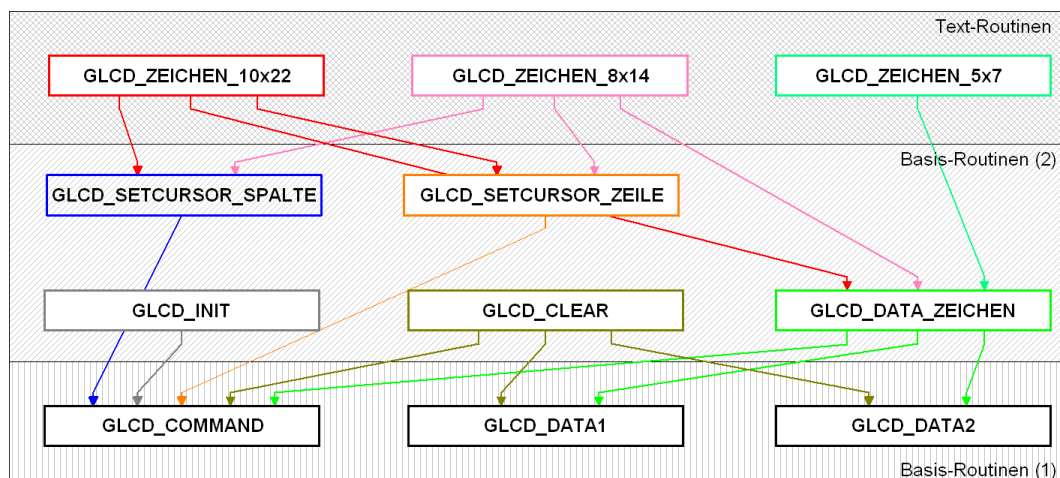 Text-Routinen
GLCD_ZEICHEN_10x22
GLCD_ZEICHEN_8x14
GLCD_ZEICHEN_5x7
Basis-Routinen (2)
GLCD_SETCURSOR_SPALTE
GLCD_SETCURSOR_ZEILE
GLCD_INIT
GLCD_CLEAR
GLCD_DATA_ZEICHEN
GLCD_COMMAND
GLCD_DATA1
GLCD_DATA2
Basis-Routinen (1)